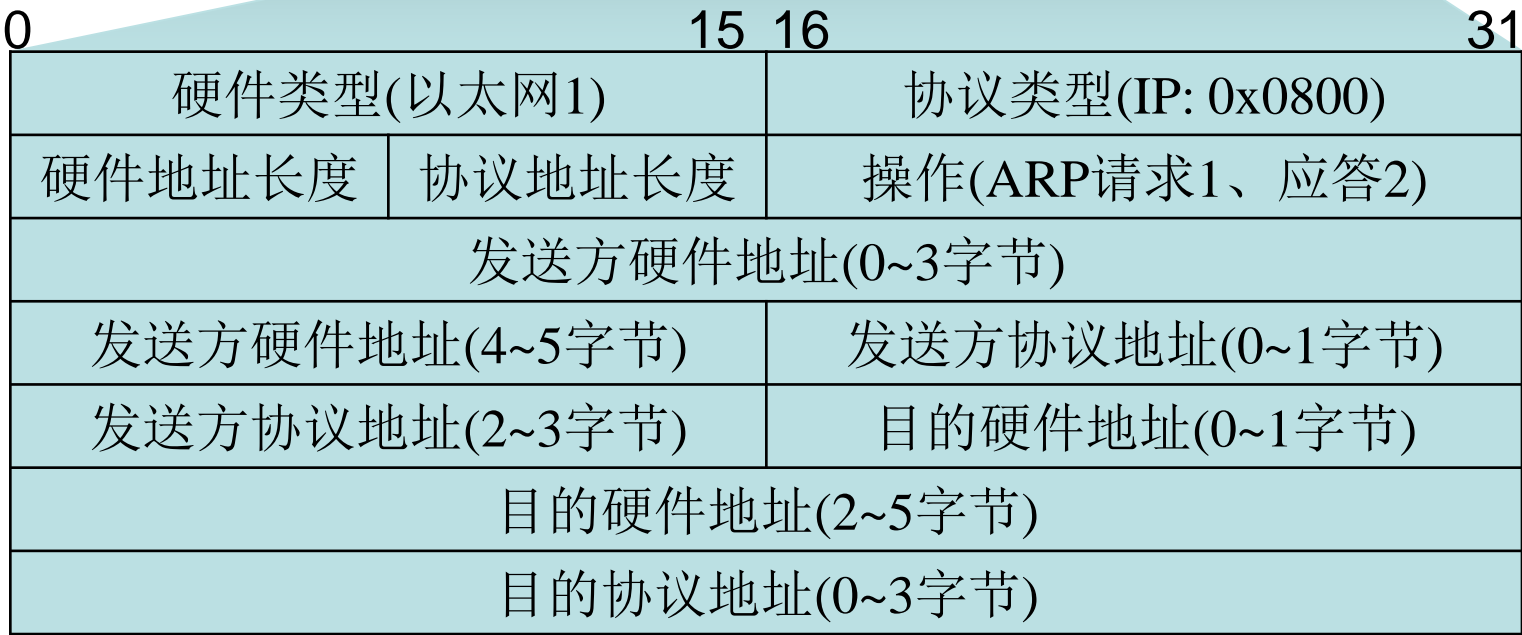 0 15 16 31
硬件类型(以太网1) 协议类型(IP: 0x0800)
硬件地址长度 协议地址长度 操作(ARP请求1、应答2)
发送方硬件地址(0~3字节)
发送方硬件地址(4~5字节) 发送方协议地址(0~1字节)
发送方协议地址(2~3字节) 目的硬件地址(0~1字节)
目的硬件地址(2~5字节)
目的协议地址(0~3字节)